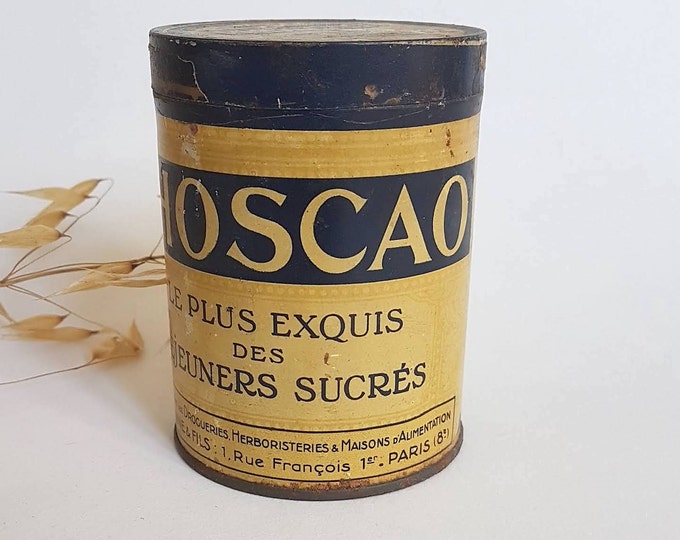 HOSCAO
LE PLUS EXQUIS
DES
JEUNERS SUCRÉS
DROGUERIES, HERBORISTERIES & MAISONS D'ALIMENTATION
& FILS : 1, Rue François 1er - PARIS (8e)